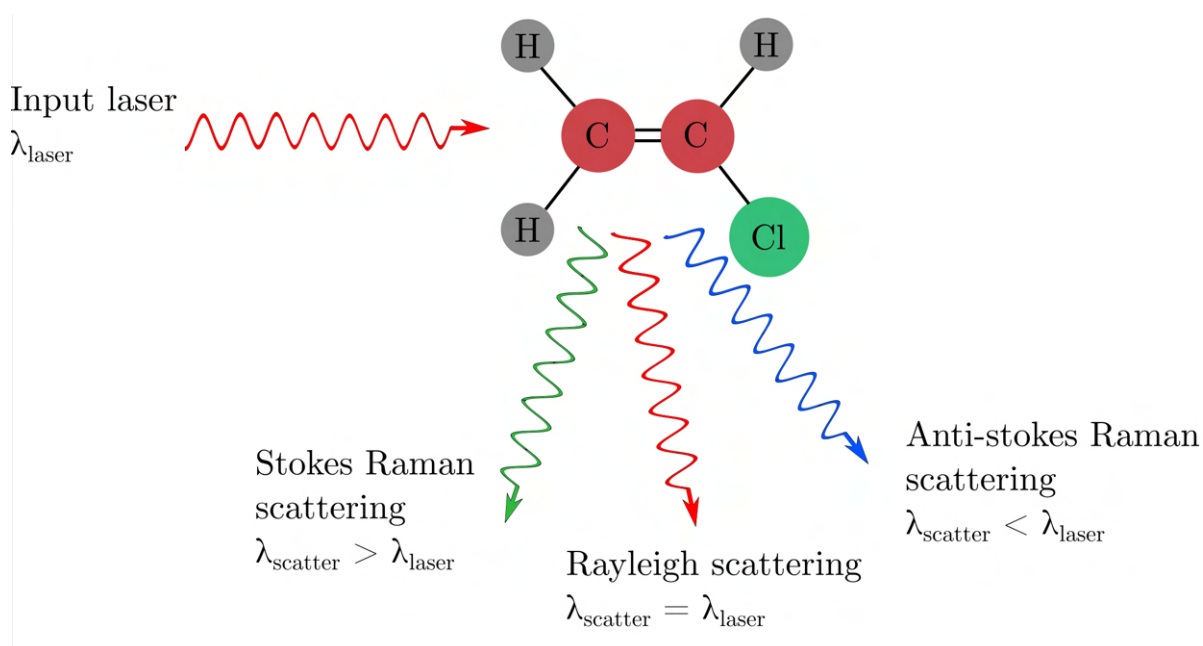 H
H
Input laser
λlaser
C
C
H
Cl
Stokes Raman
scattering
λscatter > λlaser
Rayleigh scattering
λscatter = λlaser
Anti-stokes Raman
scattering
λscatter < λlaser